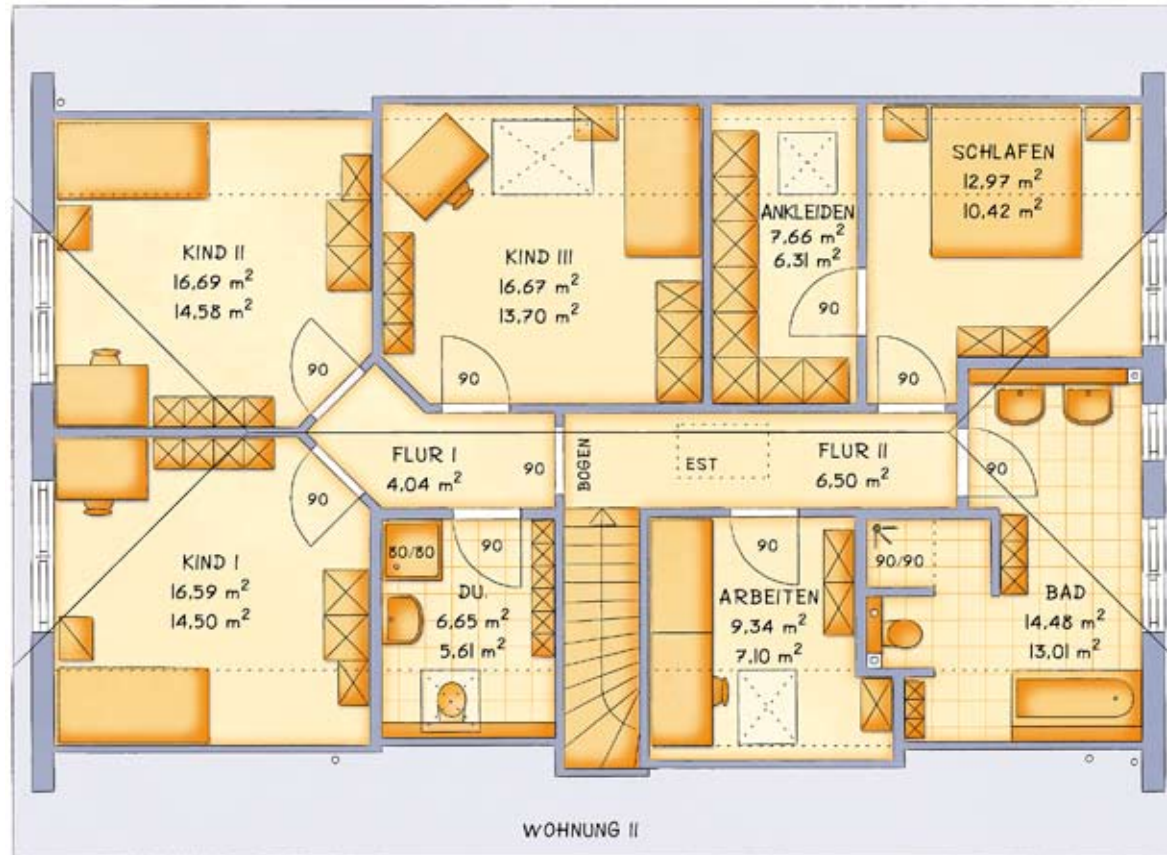 KIND II
16,69 m²
14,58 m²
90
KIND III
16,67 m²
13,70 m²
90
ANKLEIDEN
7,66 m²
6,31 m²
90
SCHLAFEN
12,97 m²
10,42 m²
90
FLUR I
4,04 m²
90
BOGEN
EST
FLUR II
6,50 m²
90
KIND I
16,59 m²
14,50 m²
90
80/80
90
DU.
6,65 m²
5,61 m²
90
ARBEITEN
9,34 m²
7,10 m²
90/90
BAD
14,48 m²
13,01 m²
WOHNUNG II